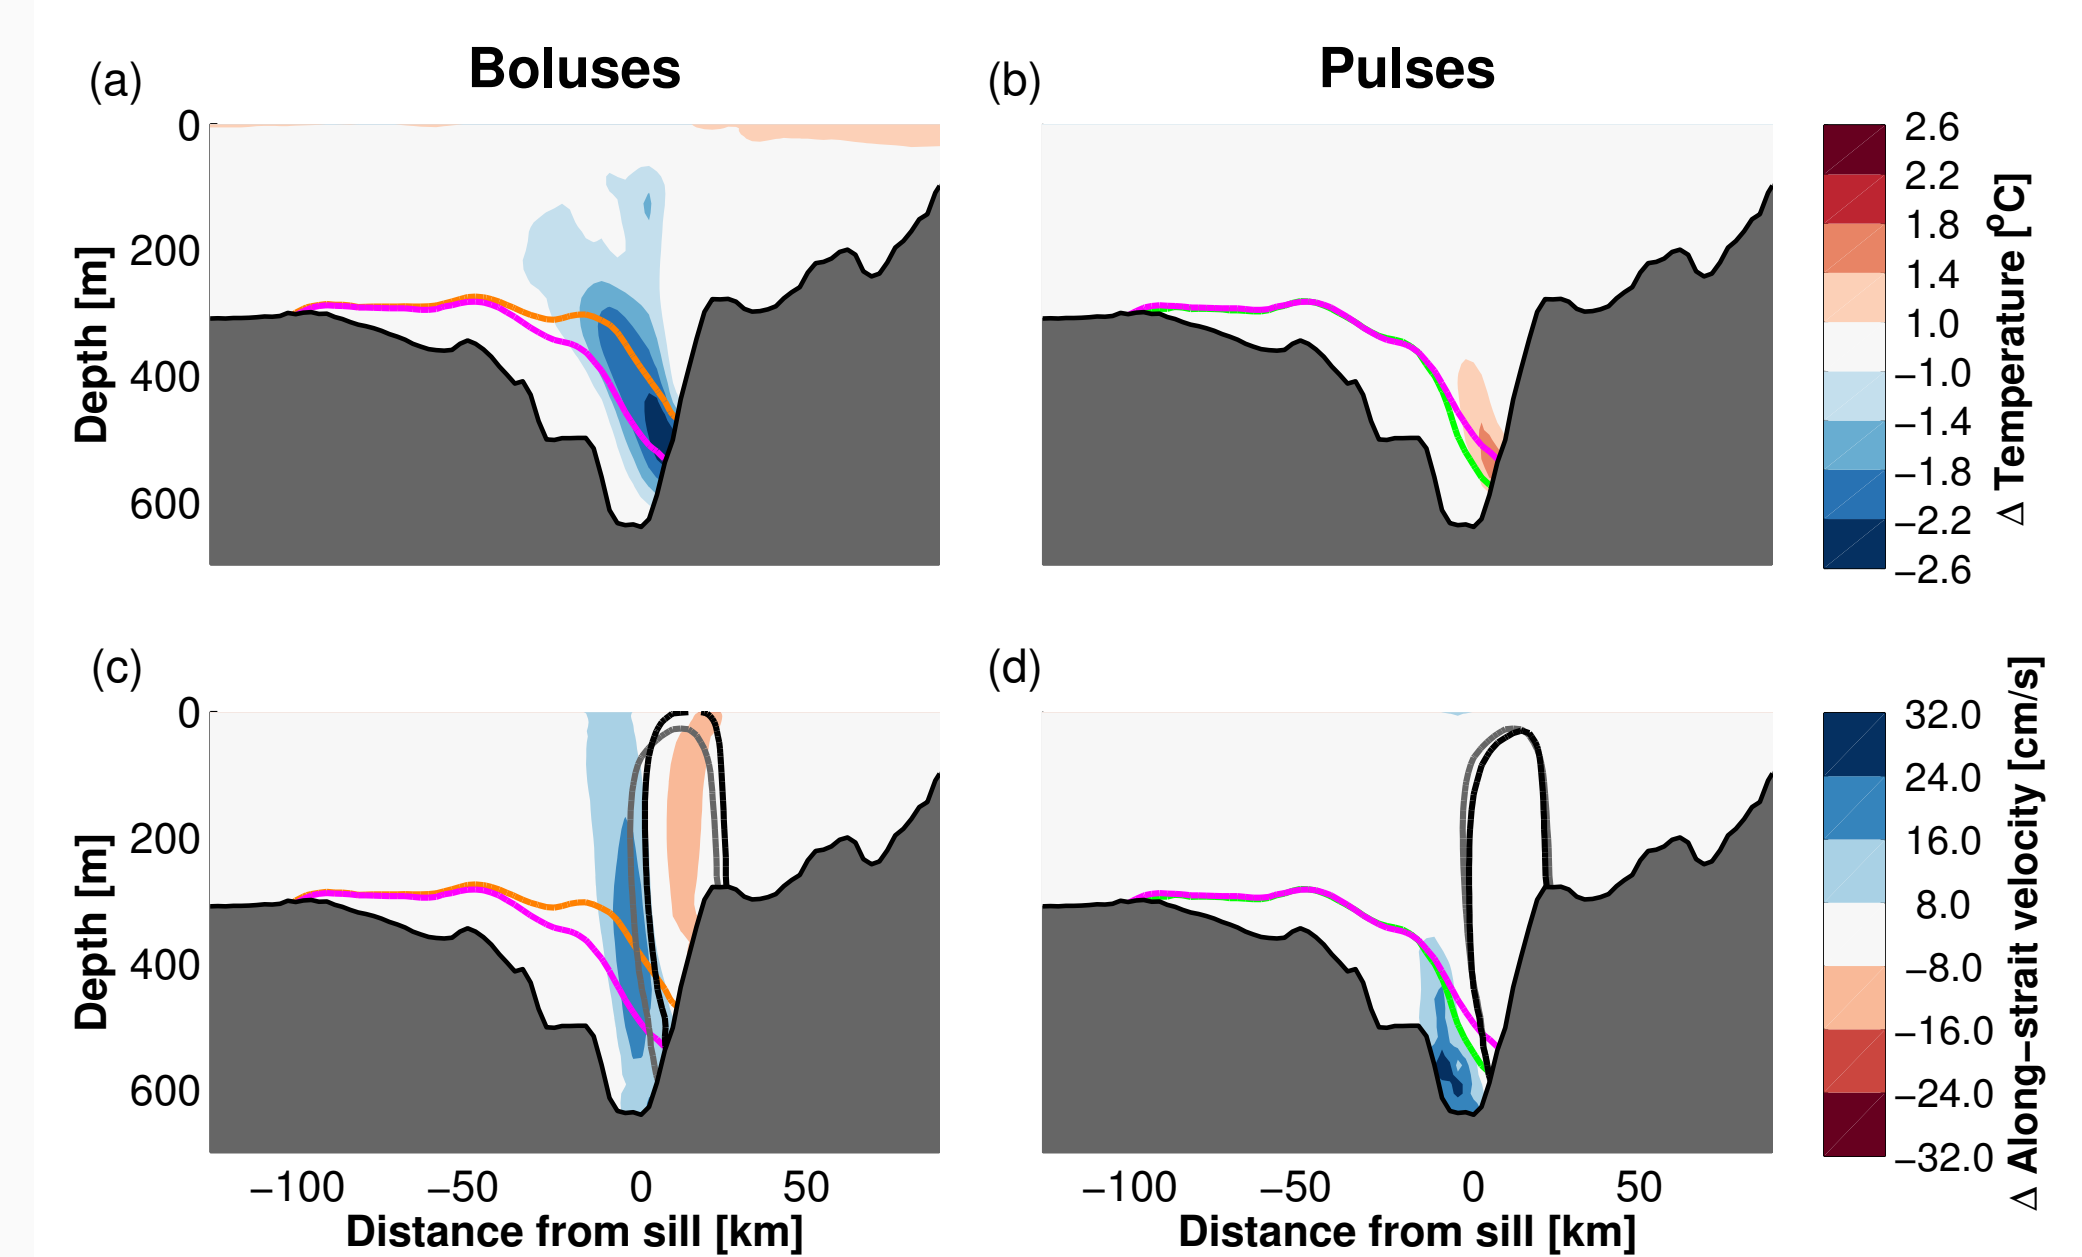 Boluses
Pulses
(a)
(b)
0
200
400
600
Depth [m]
2.6
2.2
1.8
1.4
1.0
−1.0
−1.4
−1.8
−2.2
−2.6
Δ Temperature [ºC]
(c)
(d)
0
200
400
600
Depth [m]
−100 −50 0 50
Distance from sill [km]
−100 −50 0 50
Distance from sill [km]
32.0
24.0
16.0
8.0
−8.0
−16.0
−24.0
−32.0
Δ Along−strait velocity [cm/s]